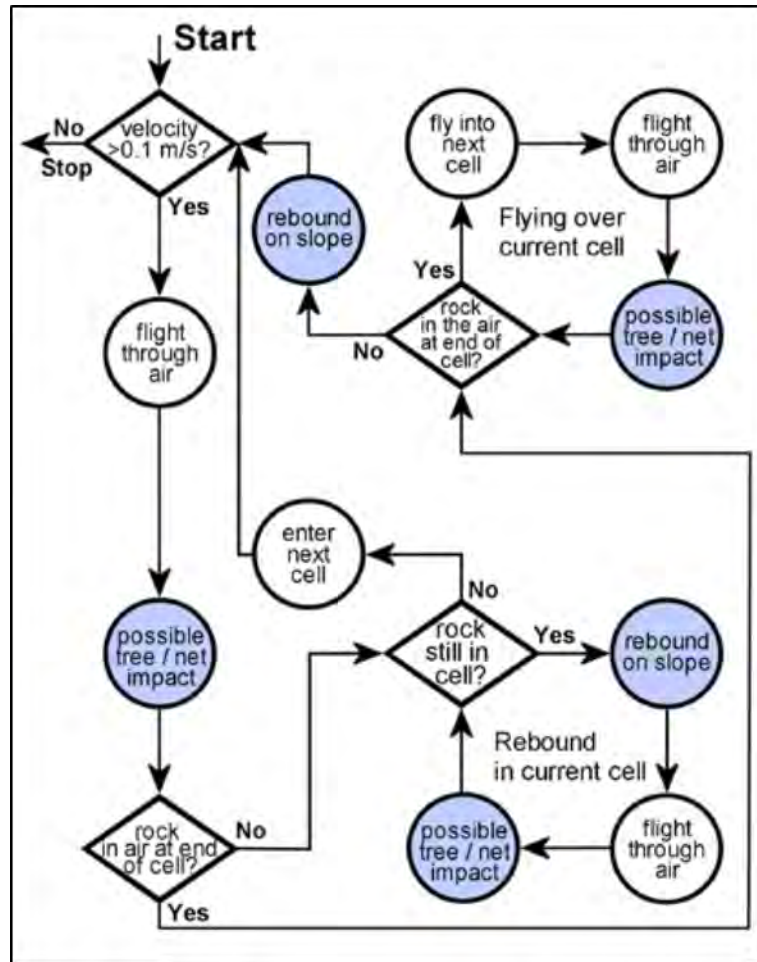 Start
No
velocity
>0.1 m/s?
Stop
Yes
flight
through
air
possible
tree / net
impact
rock
in air at end
of cell?
No
Yes
rebound
on slope
fly into
next
cell
flight
through
air
Flying over
current cell
Yes
rock
in the air
at end of
cell?
No
possible
tree / net
impact
enter
next
cell
No
rock
still in
cell?
Yes
rebound
on slope
Rebound
in current cell
possible
tree / net
impact
flight
through
air